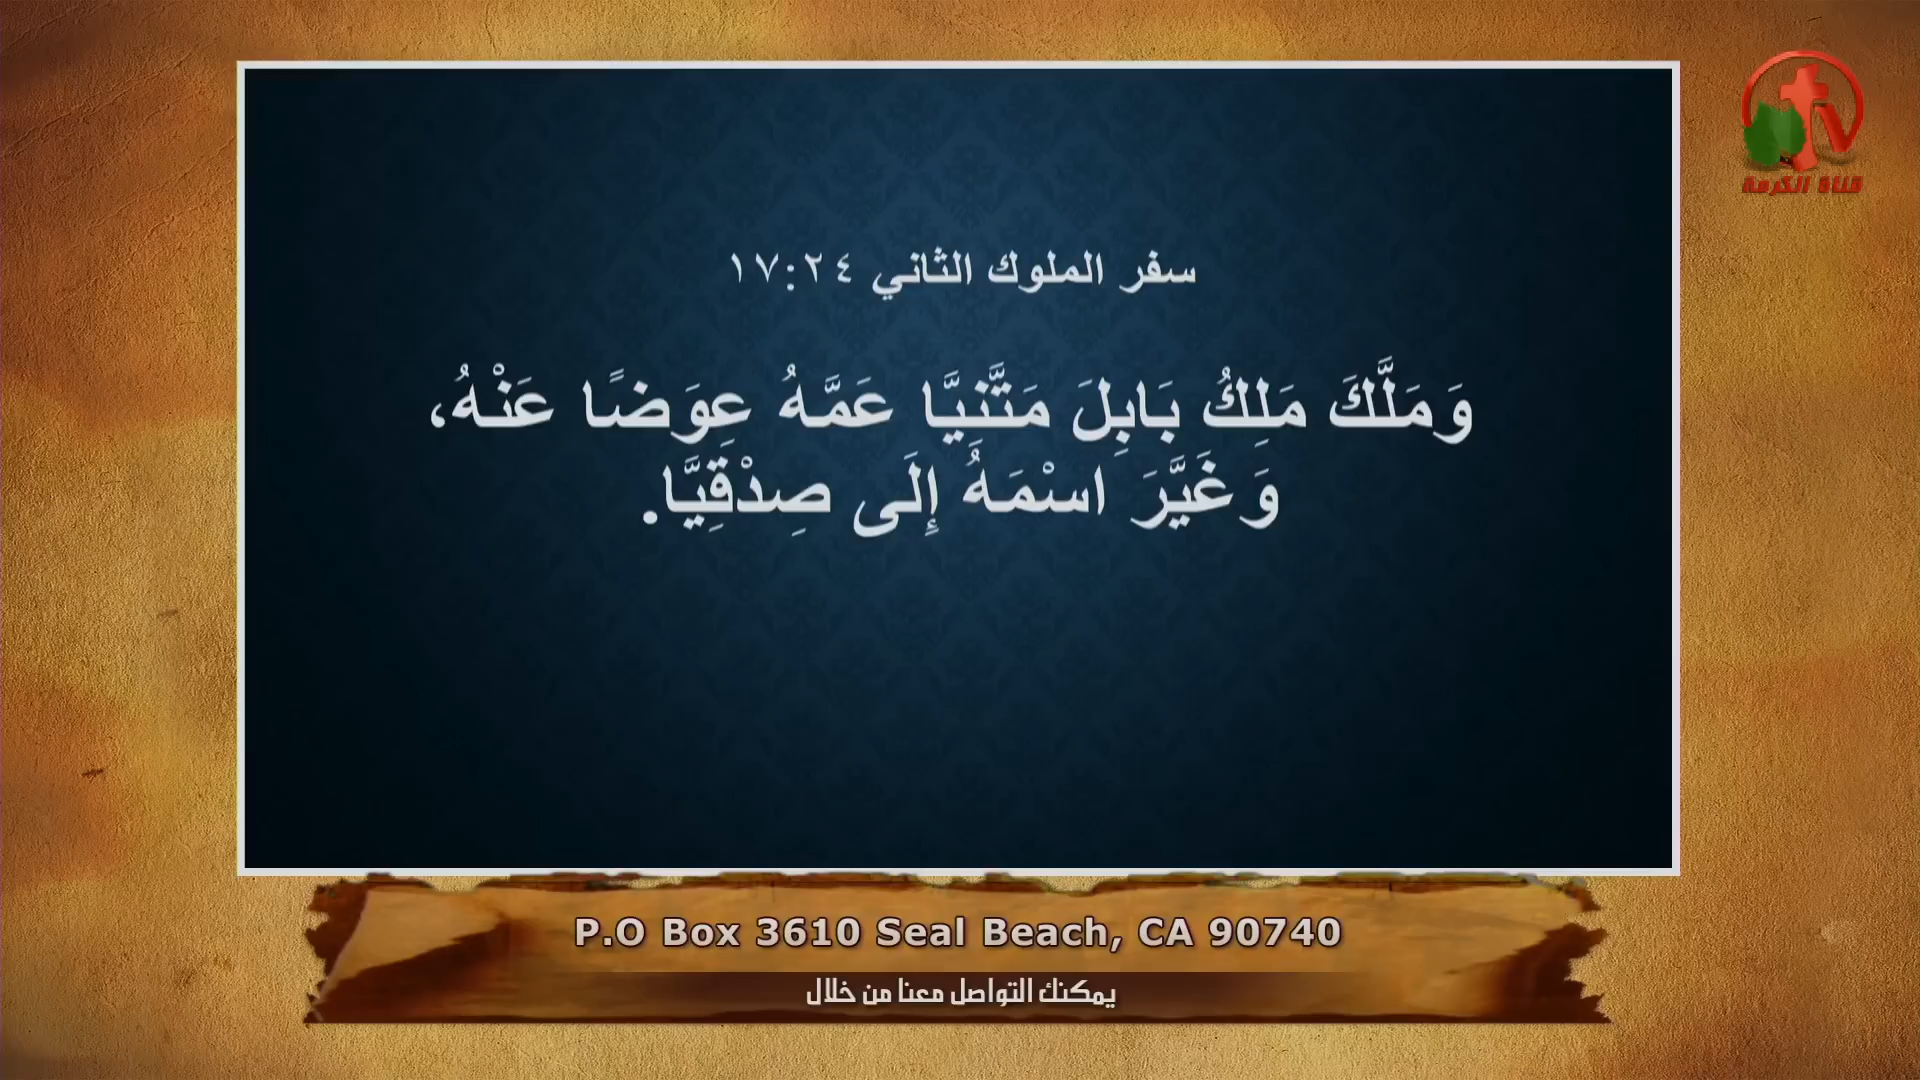 قناة الكرمة
سفر الملوك الثاني ١٧:٢٤
وَمَلَّكَ مَلِكُ بَابِلَ مَتَّنِيَّا عَمَّهُ عِوَضًا عَنْهُ،
وَغَيَّرَ اسْمَهُ إِلَى صِدْقِيَّا.
P.O Box 3610 Seal Beach, CA 90740
يمكنك التواصل معنا من خلال